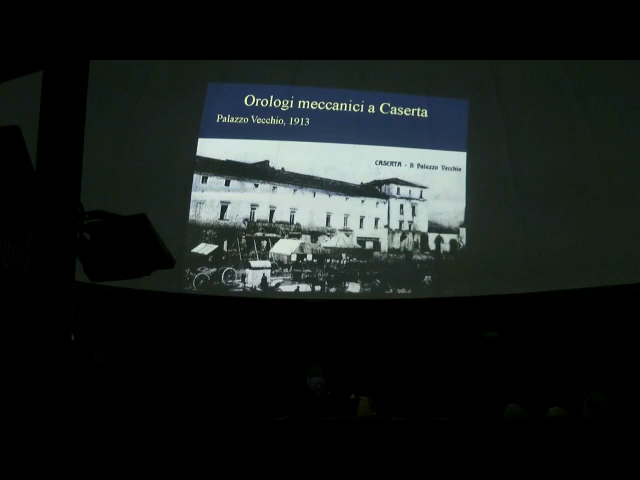 Orologi meccanici a Caserta
Palazzo Vecchio, 1913
CASERTA - Il Palazzo Vecchio